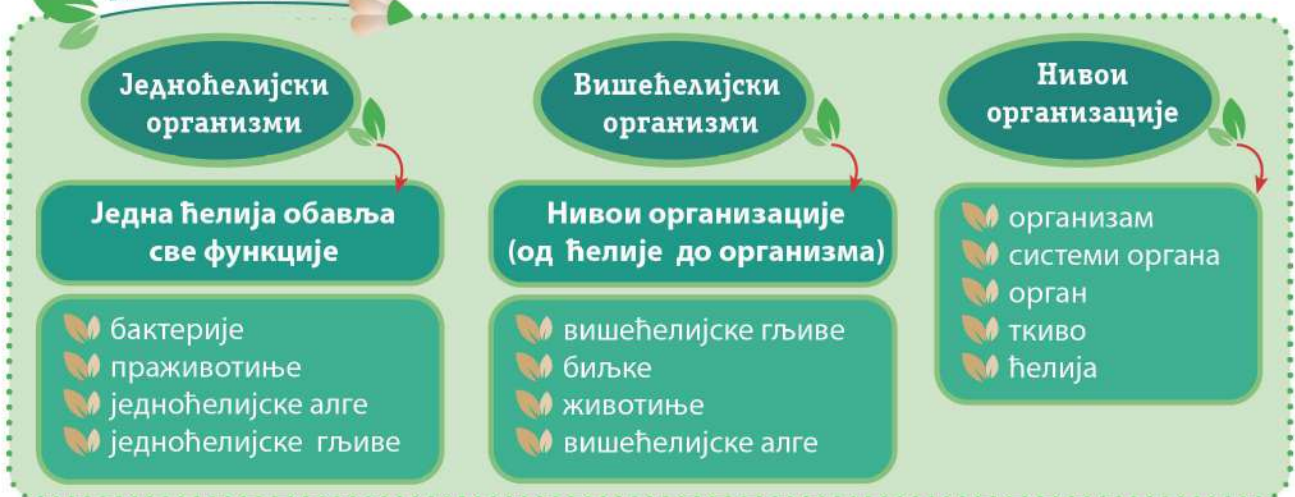 Једноћелијски
организми
Једна ћелија обавља
све функције
бактерије
праживотиње
једноћелијске алге
једноћелијске гљиве
Вишећелијски
организми
Нивои организације
(од ћелије до организма)
вишећелијске гљиве
биљке
животиње
вишећелијске алге
Нивои
организације
организам
системи органа
орган
ткиво
ћелија